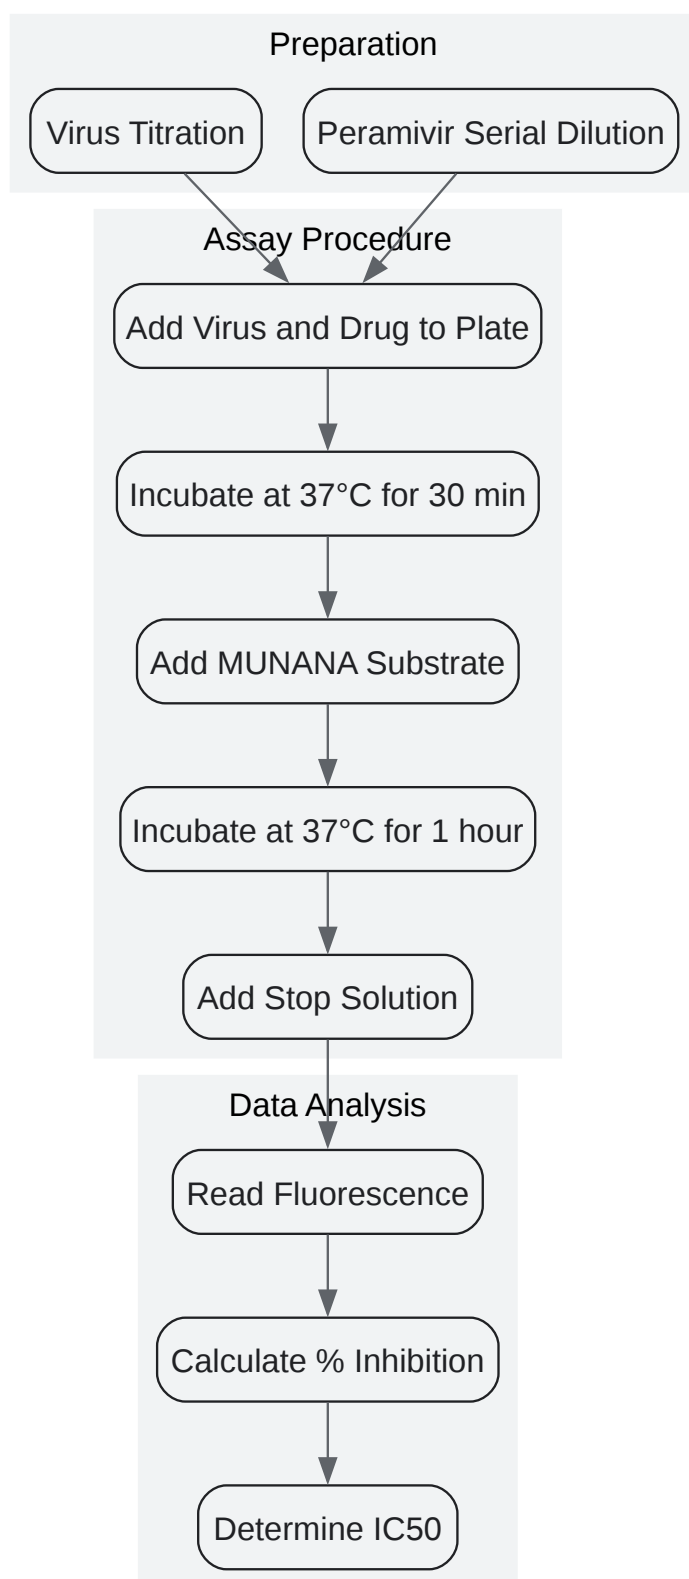 Preparation
Virus Titration
Peramivir Serial Dilution
Assay Procedure
Add Virus and Drug to Plate
Incubate at 37°C for 30 min
Add MUNANA Substrate
Incubate at 37°C for 1 hour
Add Stop Solution
Data Analysis
Read Fluorescence
Calculate % Inhibition
Determine IC50